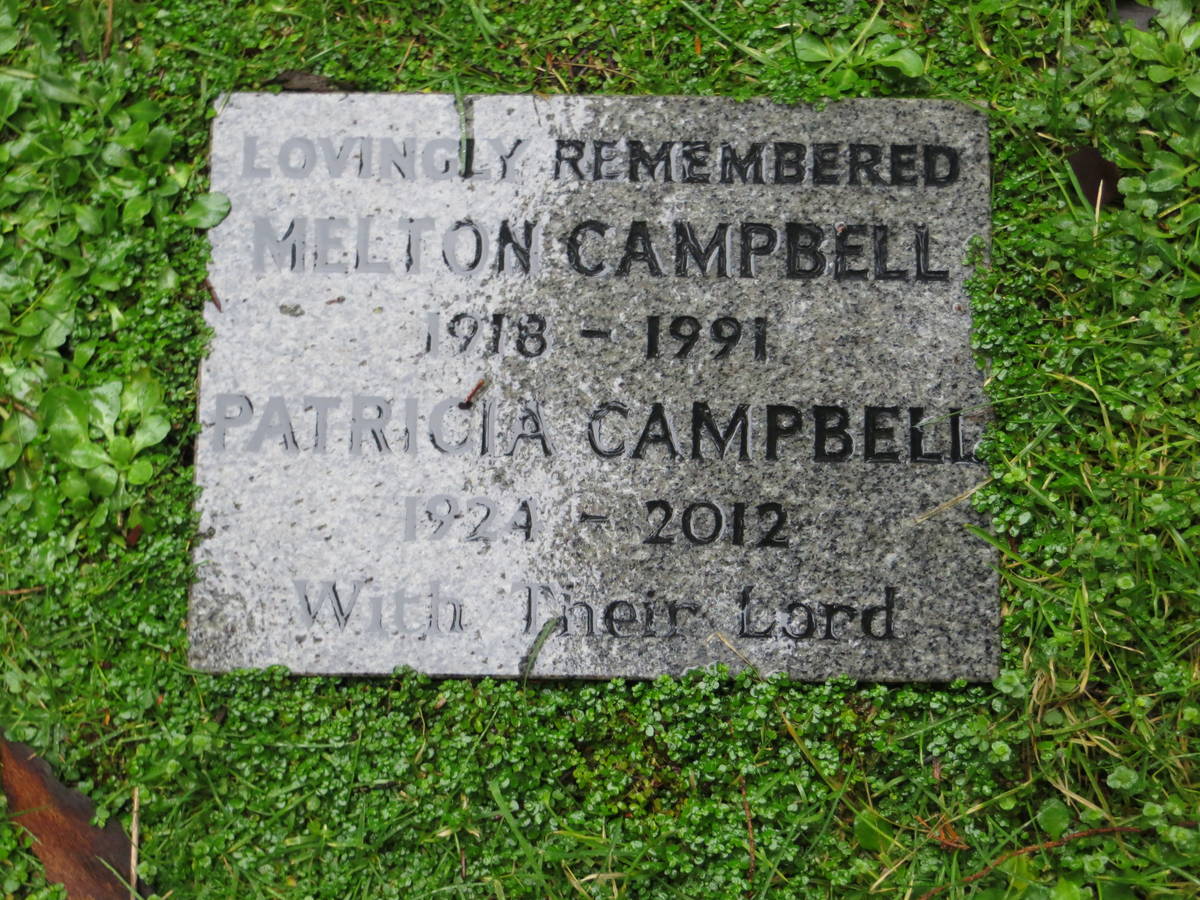 LOVINGLY REMEMBERED
MELTON CAMPBELL
1918 - 1991
PATRICIA CAMPBELL
1924 - 2012
With Their Lord